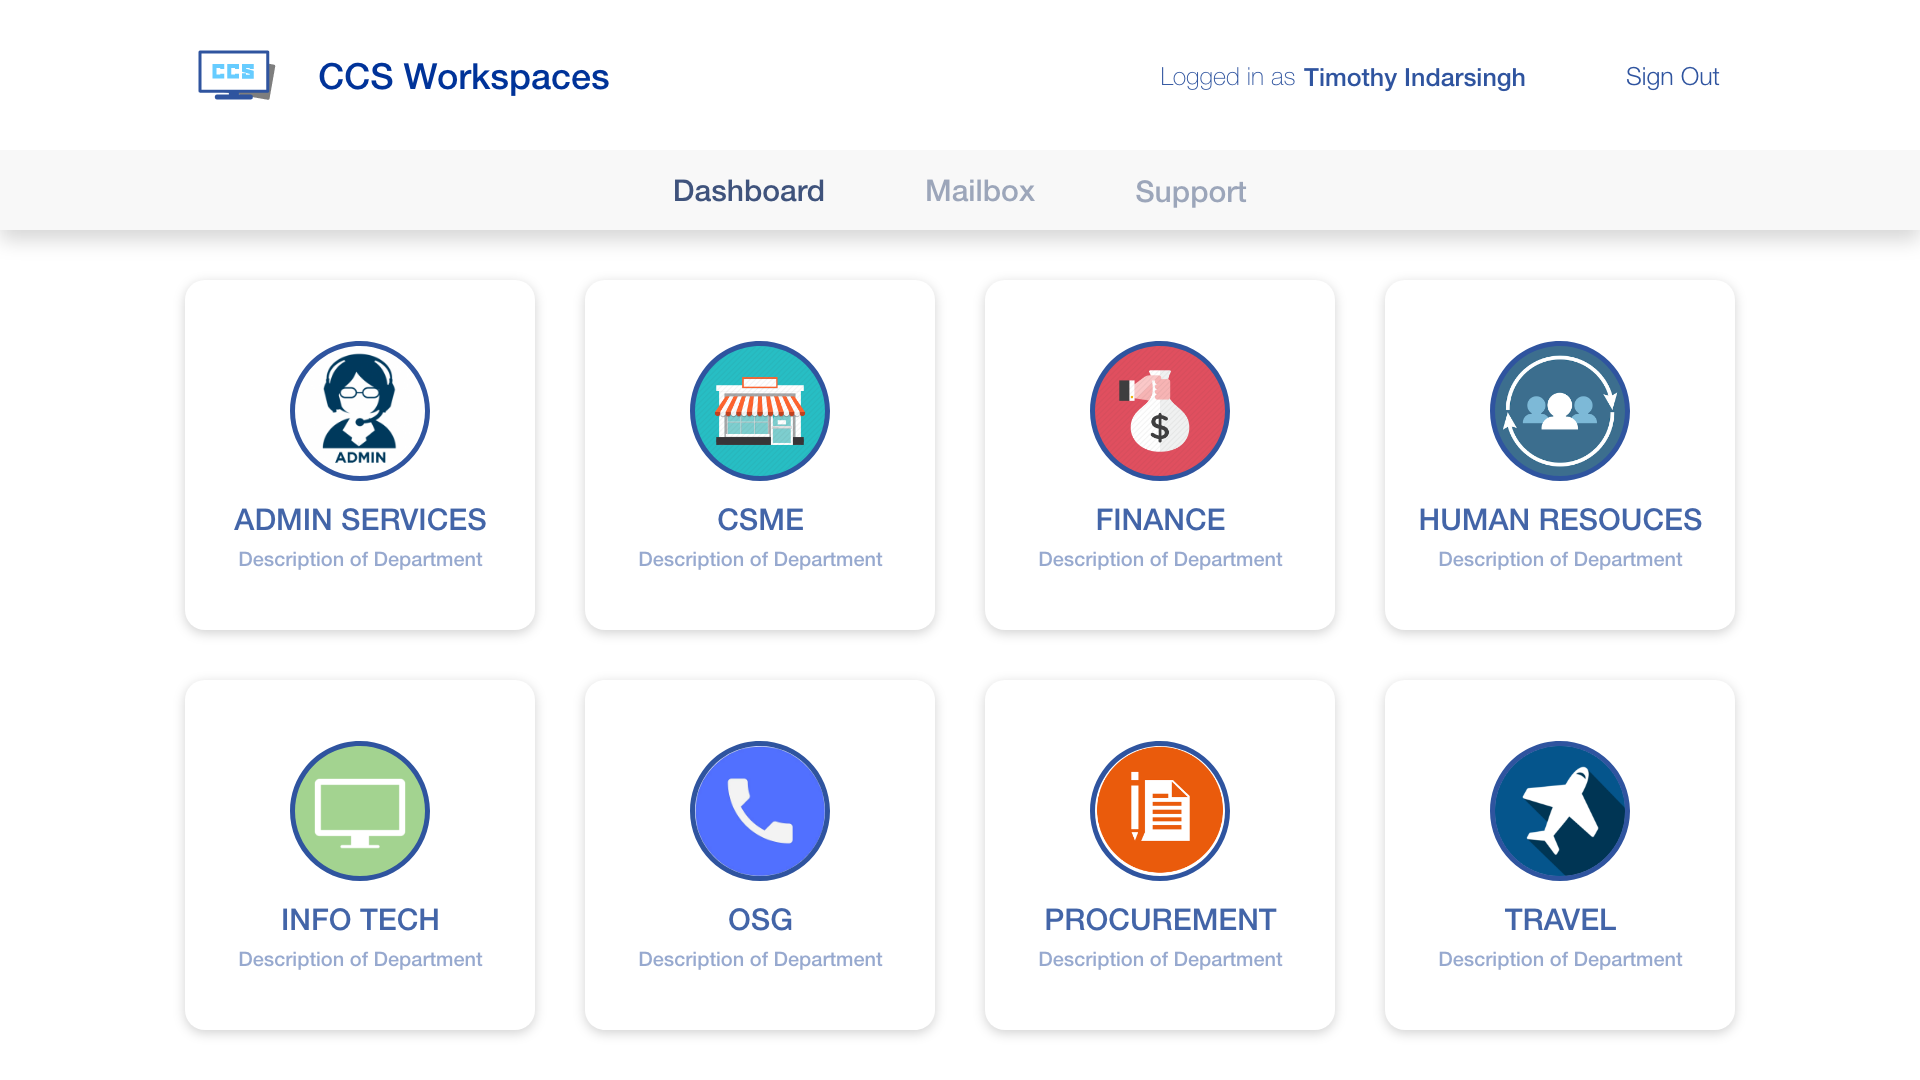 CCS
CCS Workspaces
Logged in as Timothy Indarsingh
Sign Out
Dashboard
Mailbox
Support
ADMIN
ADMIN SERVICES
Description of Department
CSME
Description of Department
$
FINANCE
Description of Department
HUMAN RESOUCES
Description of Department
INFO TECH
Description of Department
OSG
Description of Department
PROCUREMENT
Description of Department
TRAVEL
Description of Department